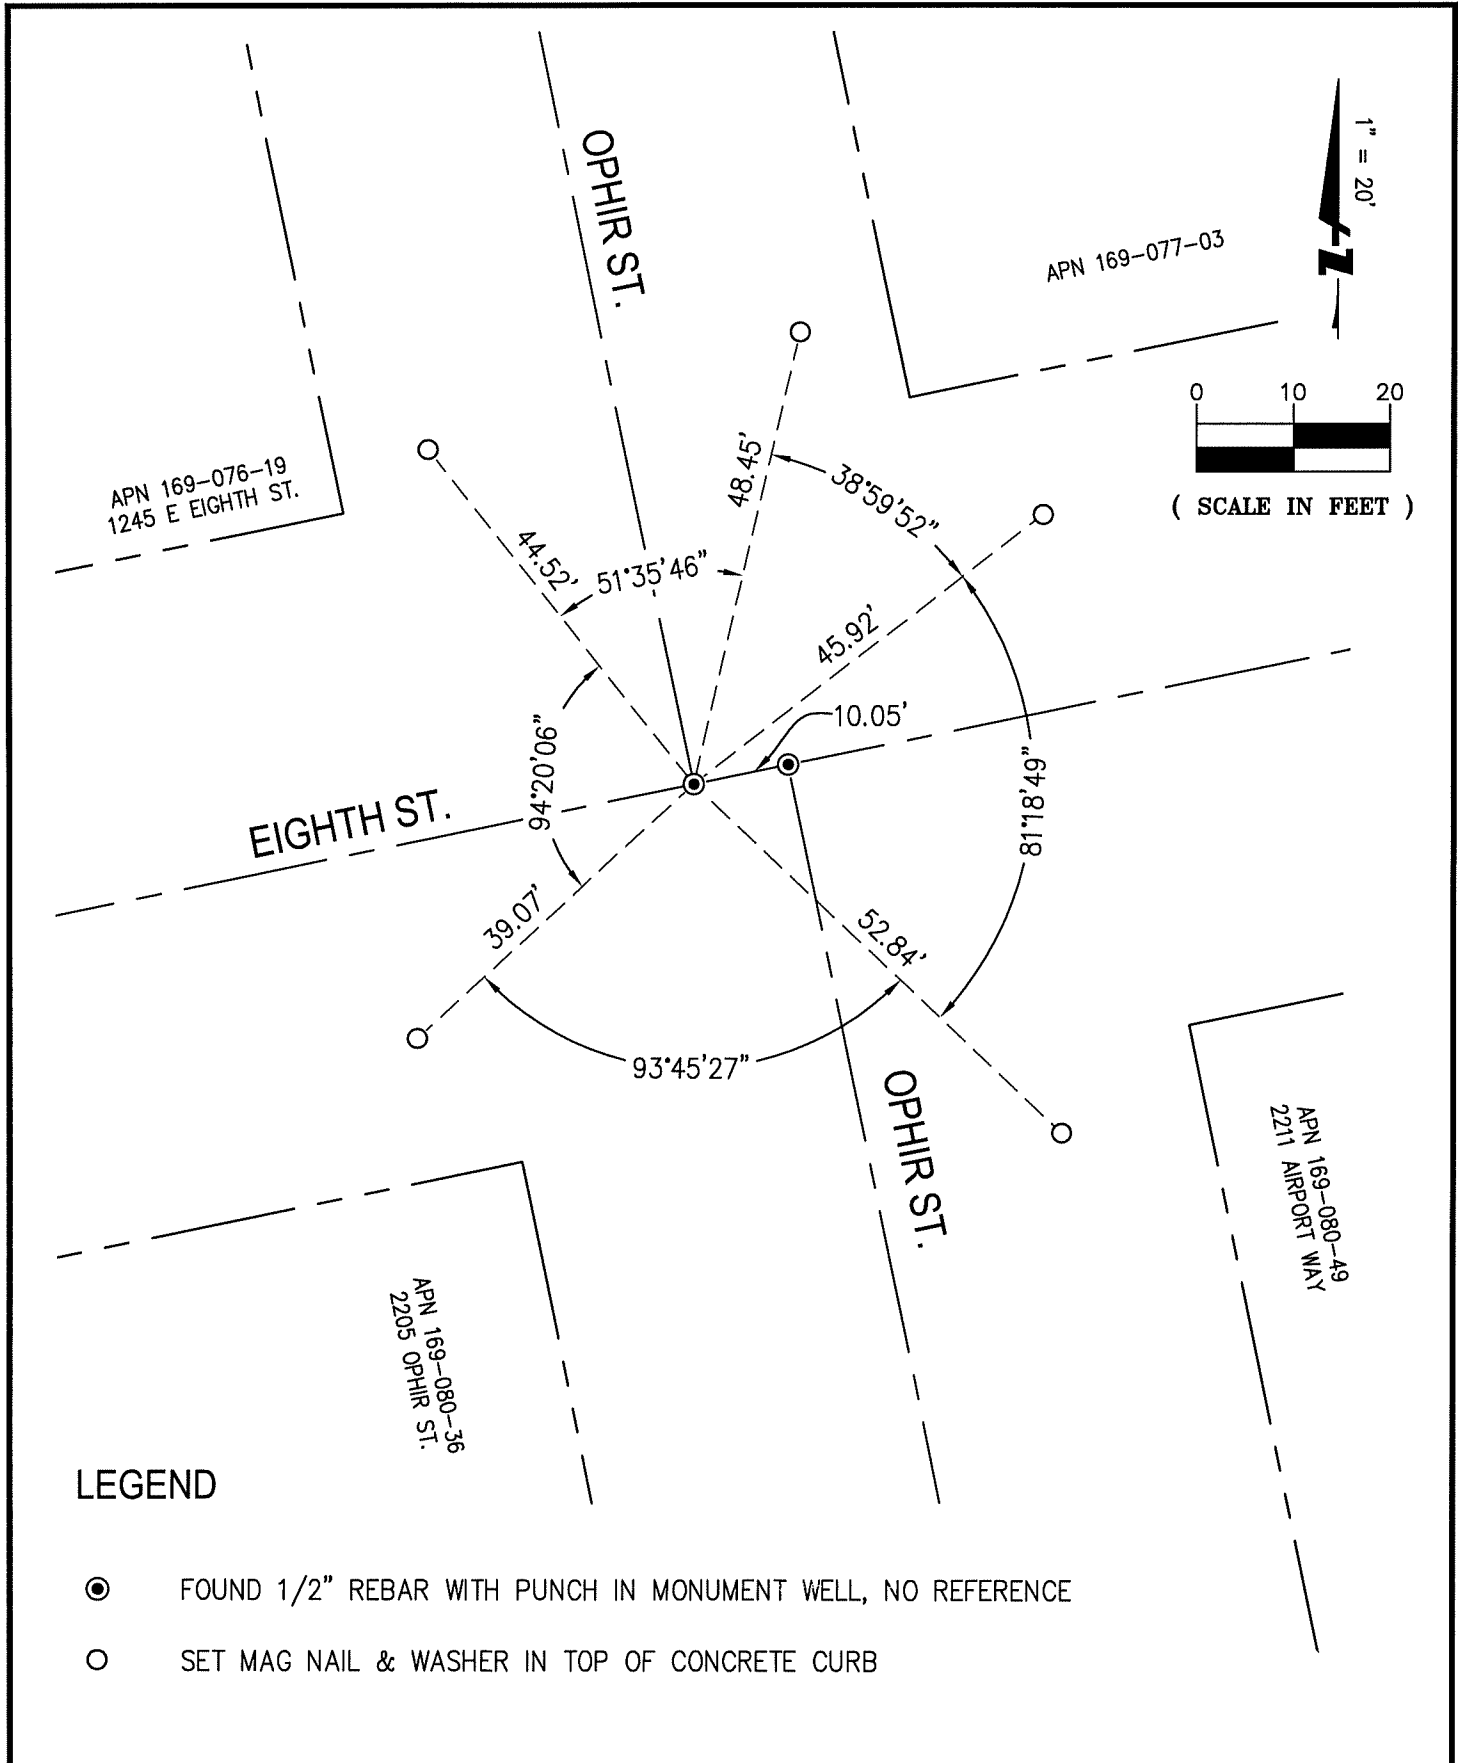 OPHIR ST.
1" = 20'
APN 169-077-03
0 10 20
( SCALE IN FEET )
APN 169-076-19
1245 E EIGHTH ST.
48.45'
38°59'52"
44.52'
51°35'46"
45.92'
10.05'
94°20'06"
81°18'49"
EIGHTH ST.
39.07'
52.84'
93°45'27"
OPHIR ST.
APN 169-080-49
2211 AIRPORT WAY
APN 169-080-36
2205 OPHIR ST.
LEGEND
FOUND 1/2" REBAR WITH PUNCH IN MONUMENT WELL, NO REFERENCE
SET MAG NAIL & WASHER IN TOP OF CONCRETE CURB